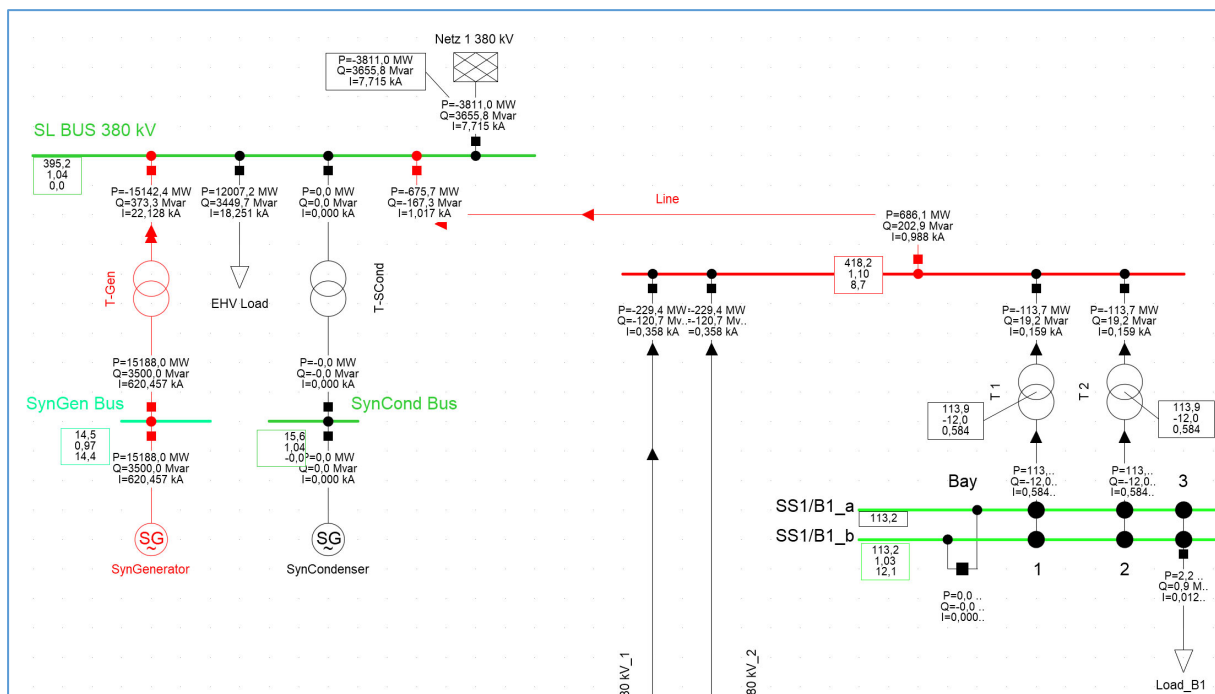 Netz 1 380 kV
P=-3811,0 MW
Q=3655,8 Mvar
I=7,715 kA
P=-3811,0 MW
Q=3655,8 Mvar
I=7,715 kA
SL BUS 380 kV
395,2
1,04
0,0
P=-15142,4 MW
Q=373,3 Mvar
I=22,128 kA
P=12007,2 MW
Q=3449,7 Mvar
I=18,251 kA
P=0,0 MW
Q=0,0 Mvar
I=0,000 kA
P=-675,7 MW
Q=-167,3 Mvar
I=1,017 kA
Line
P=686,1 MW
Q=202,9 Mvar
I=0,988 kA
418,2
1,10
8,7
T-Gen
EHV Load
T-SCond
P=-229,4 MW
Q=-120,7 Mv..
I=0,358 kA
P=-229,4 MW
Q=-120,7 Mv..
I=0,358 kA
P=-113,7 MW
Q=19,2 Mvar
I=0,159 kA
P=-113,7 MW
Q=19,2 Mvar
I=0,159 kA
T 1
T 2
113,9
-12,0
0,584
113,9
-12,0
0,584
P=15188,0 MW
Q=3500,0 Mvar
I=620,457 kA
P=-0,0 MW
Q=-0,0 Mvar
I=0,000 kA
SynGen Bus
SynCond Bus
14,5
0,97
14,4
15,6
1,04
-0,0
P=15188,0 MW
Q=3500,0 Mvar
I=620,457 kA
P=0,0 MW
Q=0,0 Mvar
I=0,000 kA
SG
~
SynGenerator
SG
~
SynCondenser
Bay
P=113,..
Q=-12,0..
I=0,584..
P=113,..
Q=-12,0..
I=0,584..
3
SS1/B1_a
113,2
SS1/B1_b
113,2
1,03
12,1
1
2
P=0,0 ..
Q=-0,0 ..
I=0,000..
P=2,2 ..
Q=0,9 M..
I=0,012..
80 kV_1
80 kV_2
Load_B1